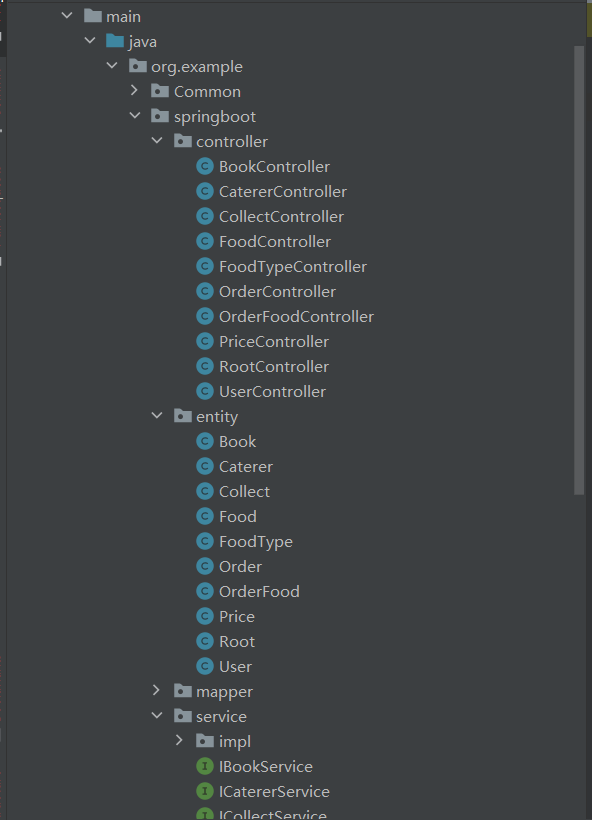 main
java
org.example
Common
springboot
controller
BookController
CatererController
CollectController
FoodController
FoodTypeController
OrderController
OrderFoodController
PriceController
RootController
UserController
entity
Book
Caterer
Collect
Food
FoodType
Order
OrderFood
Price
Root
User
mapper
service
impl
IBookService
ICatererService
ICollectService